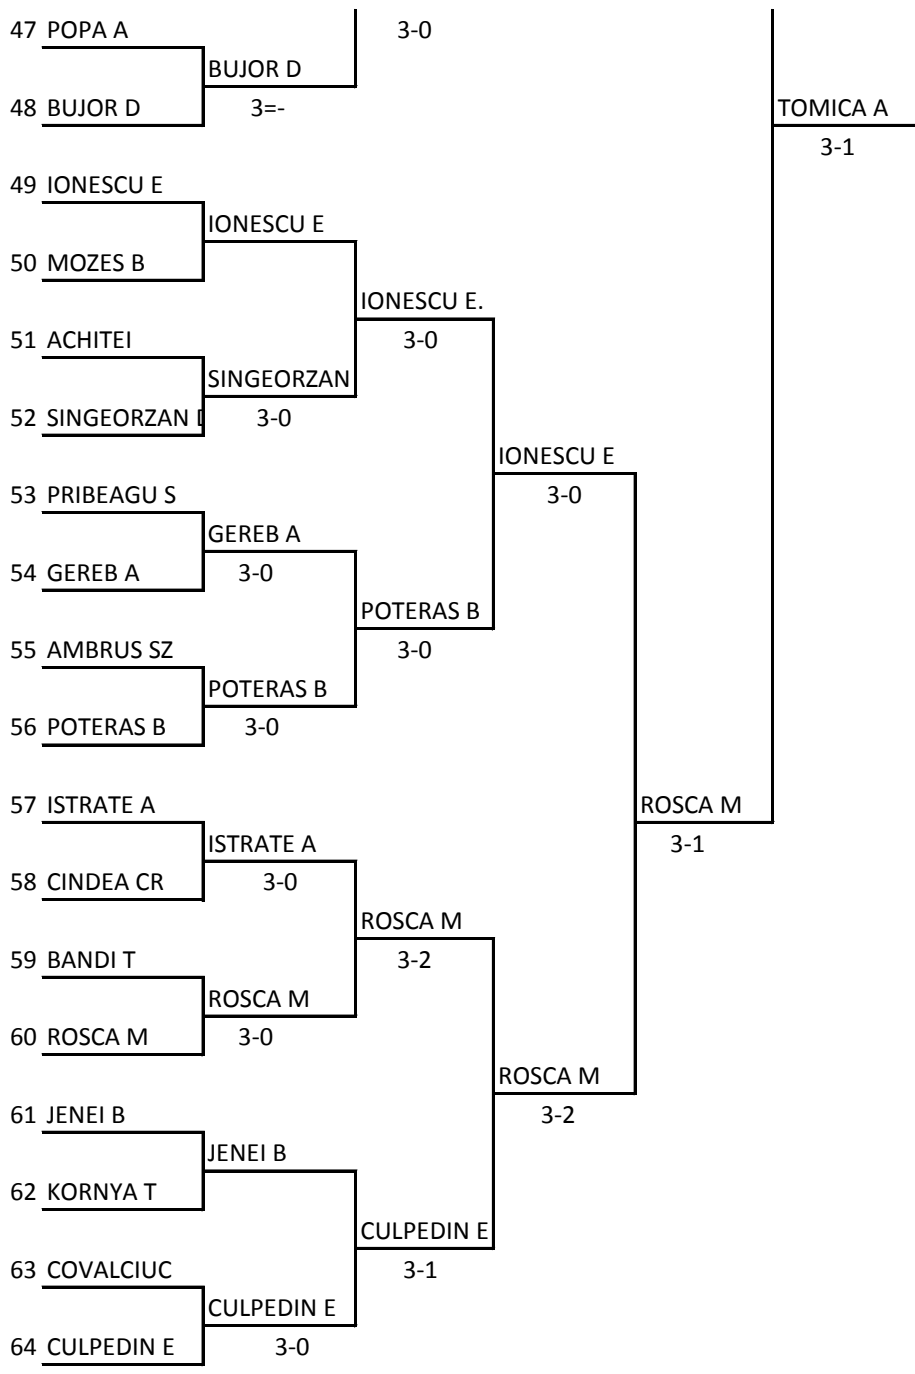 47 POPA A
3-0
BUJOR D
48 BUJOR D
3=-
TOMICA A
3-1
49 IONESCU E
IONESCU E
50 MOZES B
IONESCU E.
51 ACHITEI
3-0
SINGEORZAN
52 SINGEORZAN
3-0
IONESCU E
53 PRIBEAGU S
3-0
GEREB A
54 GEREB A
3-0
POTERAS B
55 AMBRUS SZ
3-0
POTERAS B
56 POTERAS B
3-0
57 ISTRATE A
ROSCA M
ISTRATE A
3-1
58 CINDEA CR
3-0
ROSCA M
59 BANDI T
3-2
ROSCA M
60 ROSCA M
3-0
ROSCA M
61 JENEI B
3-2
JENEI B
62 KORNYA T
CULPEDIN E
63 COVALCIUC
3-1
CULPEDIN E
64 CULPEDIN E
3-0